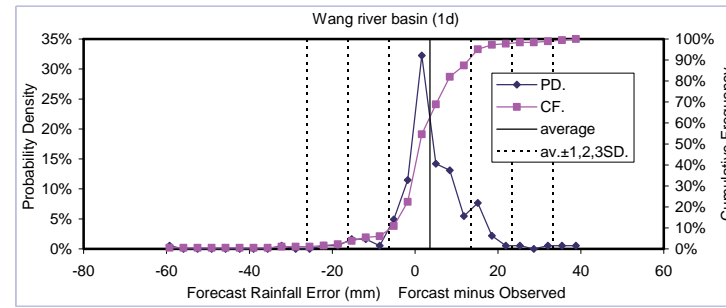 Wang river basin (1d)
35%
30%
25%
20%
15%
10%
5%
0%
Probability Density
100%
90%
80%
70%
60%
50%
40%
30%
20%
10%
0%
Cumulative Frequency
PD.
CF.
average
av.±1,2,3SD.
-80 -60 -40 -20 0 20 40 60
Forecast Rainfall Error (mm) Forcast minus Observed